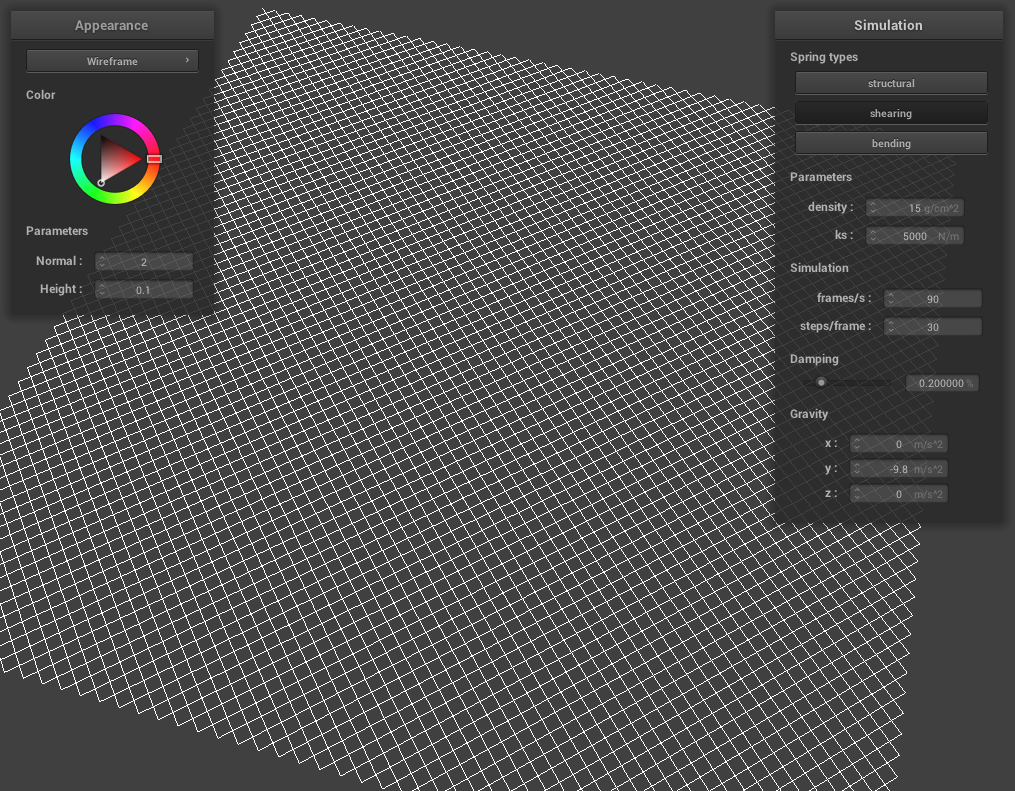 Appearance
Wireframe ›
Color
Parameters
Normal : 2
Height : 0.1
Simulation
Spring types
structural
shearing
bending
Parameters
density : 15 g/cm^2
ks : 5000 N/m
Simulation
frames/s : 90
steps/frame : 30
Damping
0.200000 %
Gravity
x : 0 m/s^2
y : -9.8 m/s^2
z : 0 m/s^2